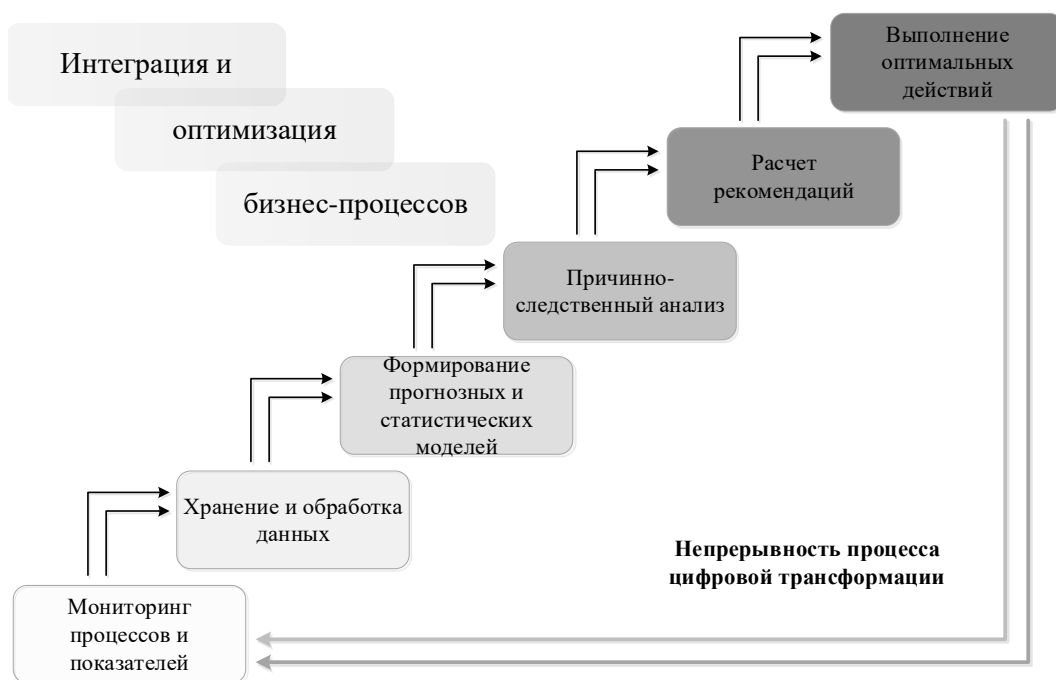 Интеграция и
оптимизация
бизнес-процессов
Выполнение
оптимальных
действий
Расчет
рекомендаций
Причинно-
следственный анализ
Формирование
прогнозных и
статистических
моделей
Хранение и обработка
данных
Мониторинг
процессов и
показателей
Непрерывность процесса
цифровой трансформации